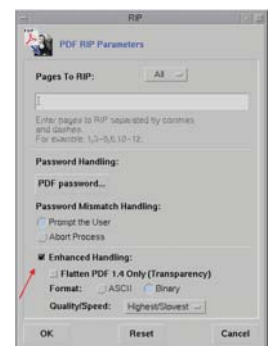 RIP
PDF RIP Parameters
Pages To RIP: All
Enter pages to RIP separated by commas
and dashes.
For example: 1,3-5,6,10-12.
Password Handling:
PDF password...
Password Mismatch Handling:
Prompt the User
Abort Process
Enhanced Handling:
Flatten PDF 1.4 Only (Transparency)
Format: ASCII Binary
Quality/Speed: Highest/Slowest
OK Reset Cancel